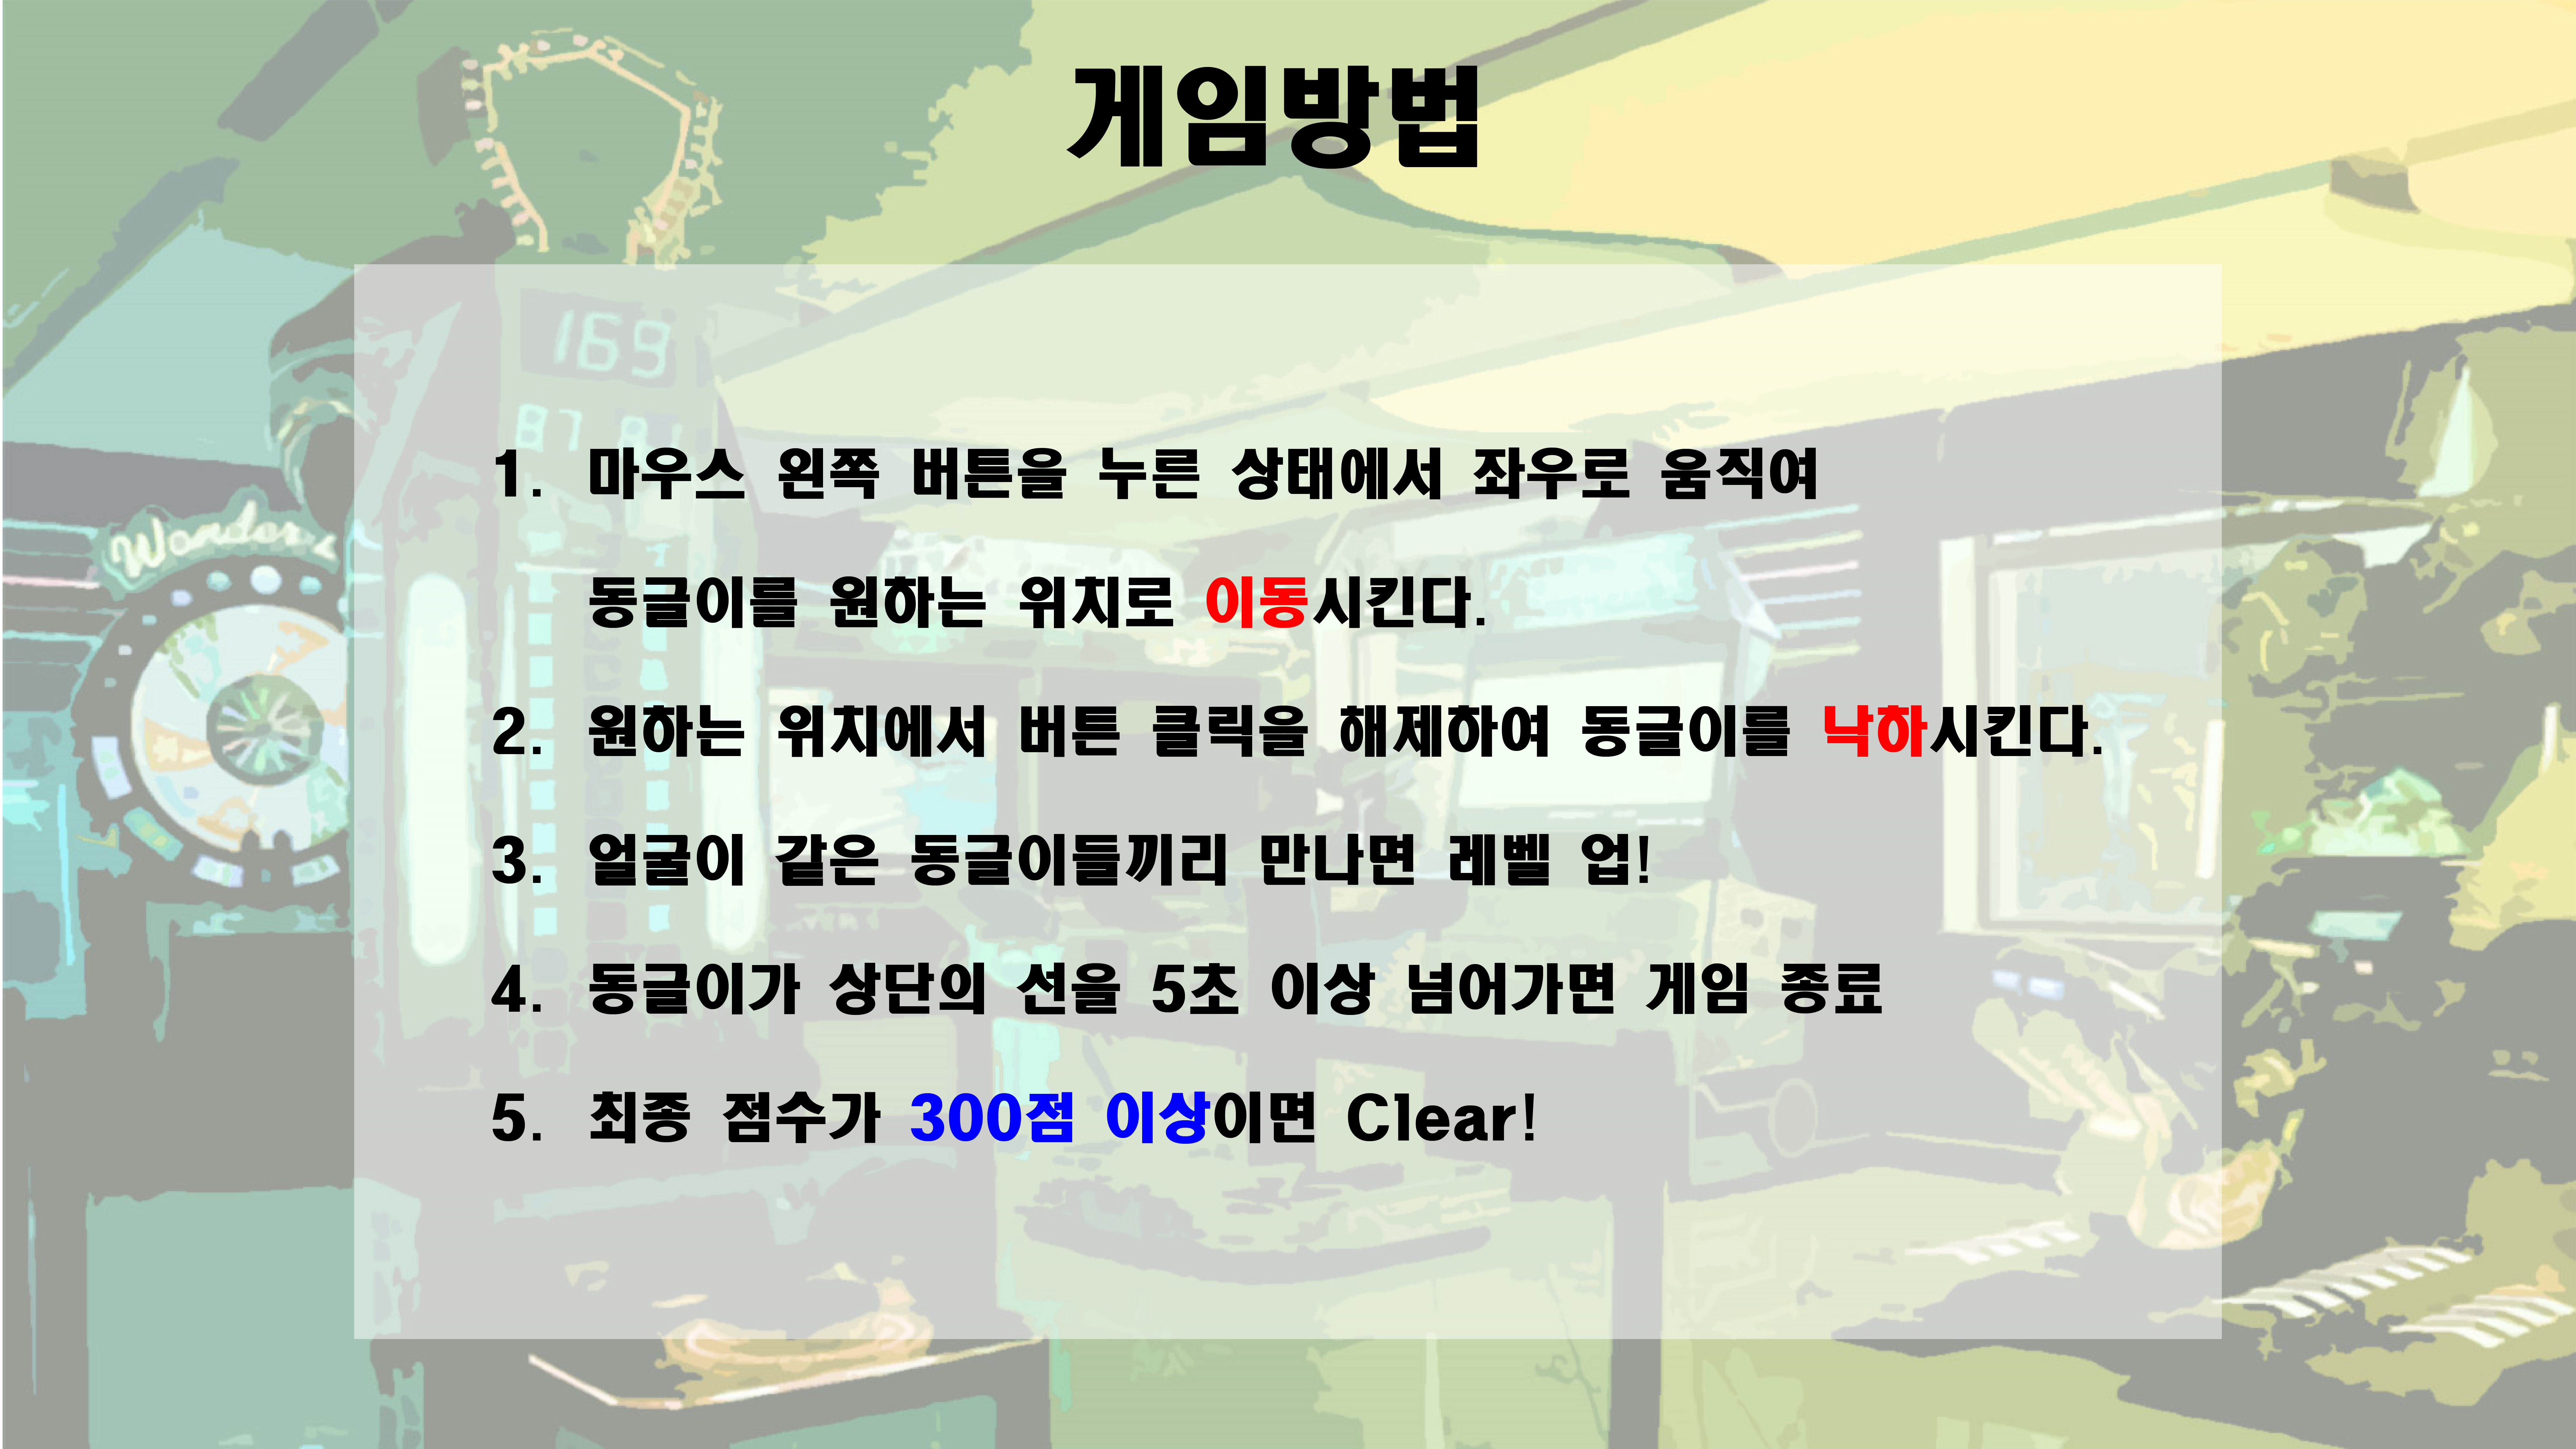 게임방법
169
87
Wonder
1. 마우스 왼쪽 버튼을 누른 상태에서 좌우로 움직여
동글이를 원하는 위치로 이동시킨다.
2. 원하는 위치에서 버튼 클릭을 해제하여 동글이를 낙하시킨다.
3. 얼굴이 같은 동글이들끼리 만나면 레벨 업!
4. 동글이가 상단의 선을 5초 이상 넘어가면 게임 종료
5. 최종 점수가 300점 이상이면 Clear!